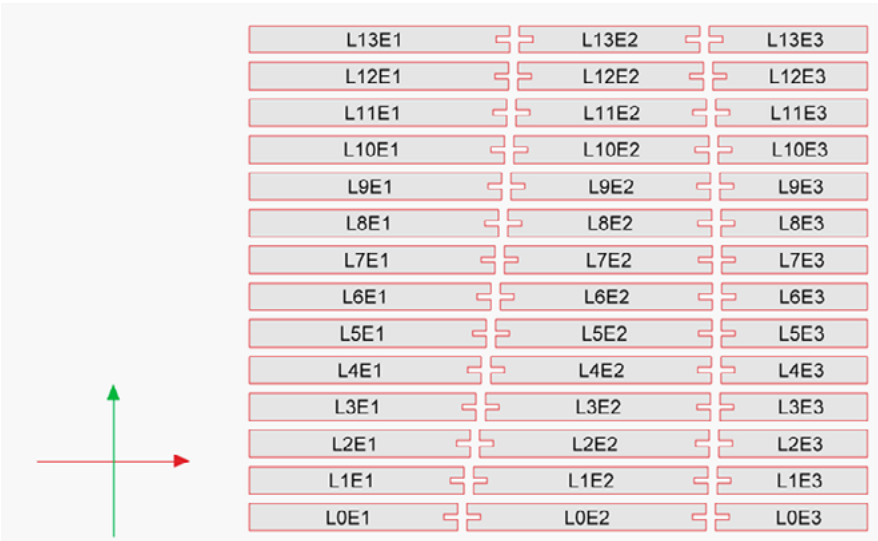 L13E1 L13E2 L13E3
L12E1 L12E2 L12E3
L11E1 L11E2 L11E3
L10E1 L10E2 L10E3
L9E1 L9E2 L9E3
L8E1 L8E2 L8E3
L7E1 L7E2 L7E3
L6E1 L6E2 L6E3
L5E1 L5E2 L5E3
L4E1 L4E2 L4E3
L3E1 L3E2 L3E3
L2E1 L2E2 L2E3
L1E1 L1E2 L1E3
L0E1 L0E2 L0E3